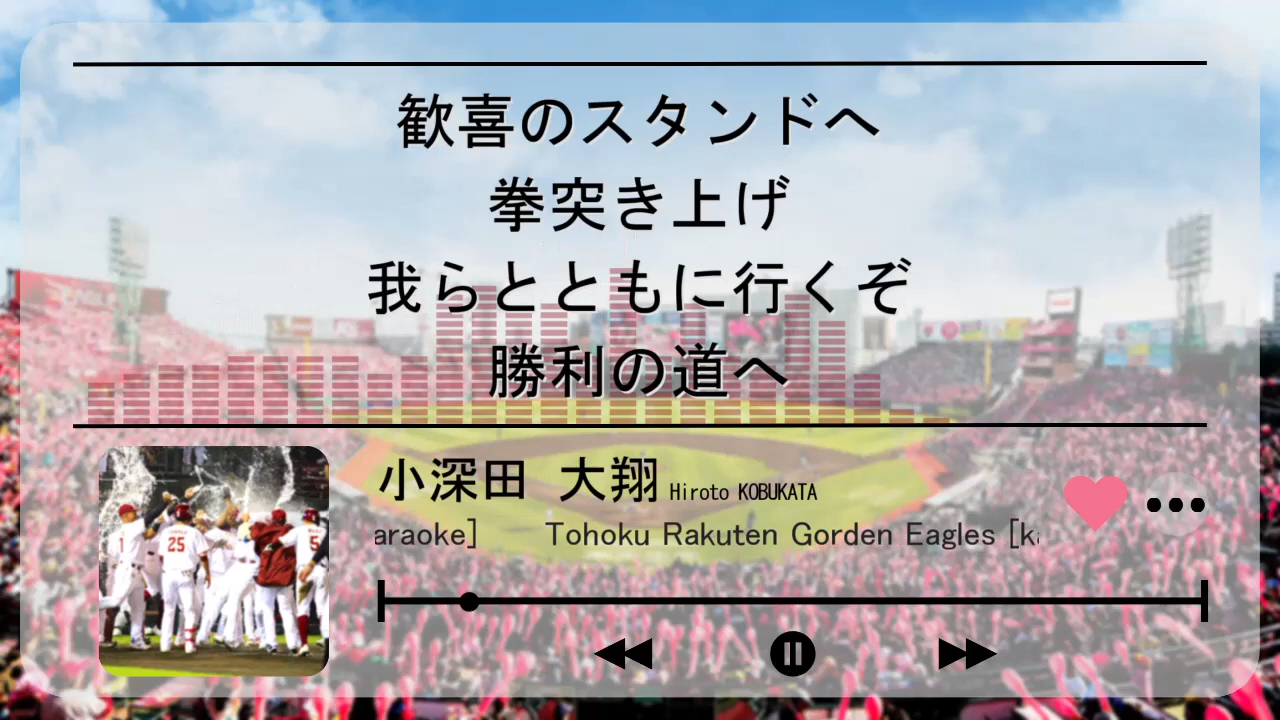 歓喜のスタンドへ
拳突き上げ
我らとともに行くぞ
勝利の道へ
小深田 大翔 Hiroto KOBUKATA
araoke] Tohoku Rakuten Gorden Eagles [k
25
5